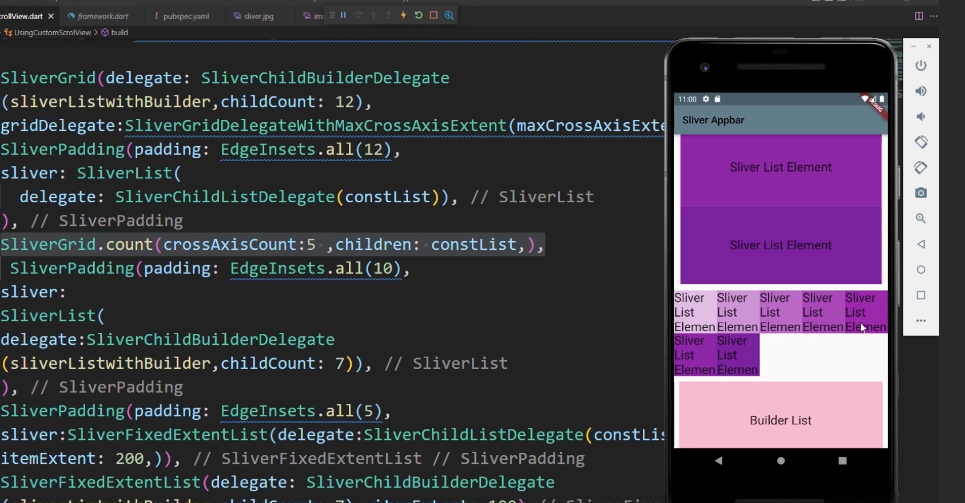 crollView.dart
framework.dart
pubspec.yaml
sliver.jpg
UsingCustomScrollView > build
SliverGrid(delegate: SliverChildBuilderDelegate
(sliverListwithBuilder,childCount: 12),
gridDelegate:SliverGridDelegateWithMaxCrossAxisExtent(maxCrossAxisExte
SliverPadding(padding: EdgeInsets.all(12),
sliver: SliverList(
delegate: SliverChildListDelegate(constList)), // SliverList
), // SliverPadding
SliverGrid.count(crossAxisCount:5 ,children: constList,),
SliverPadding(padding: EdgeInsets.all(10),
sliver:
SliverList(
delegate:SliverChildBuilderDelegate
(sliverListwithBuilder,childCount: 7)), // SliverList
), // SliverPadding
SliverPadding(padding: EdgeInsets.all(5),
sliver:SliverFixedExtentList(delegate:SliverChildListDelegate(constLis
itemExtent: 200,)), // SliverFixedExtentList // SliverPadding
SliverFixedExtentList(delegate: SliverChildBuilderDelegate
11:00
DEBUG
Sliver Appbar
Sliver List Element
Sliver List Element
Sliver Sliver Sliver Sliver Sliver
List List List List List
Elemen Elemen Elemen Elemen Elemen
Sliver Sliver
List List
Elemen Elemen
Builder List